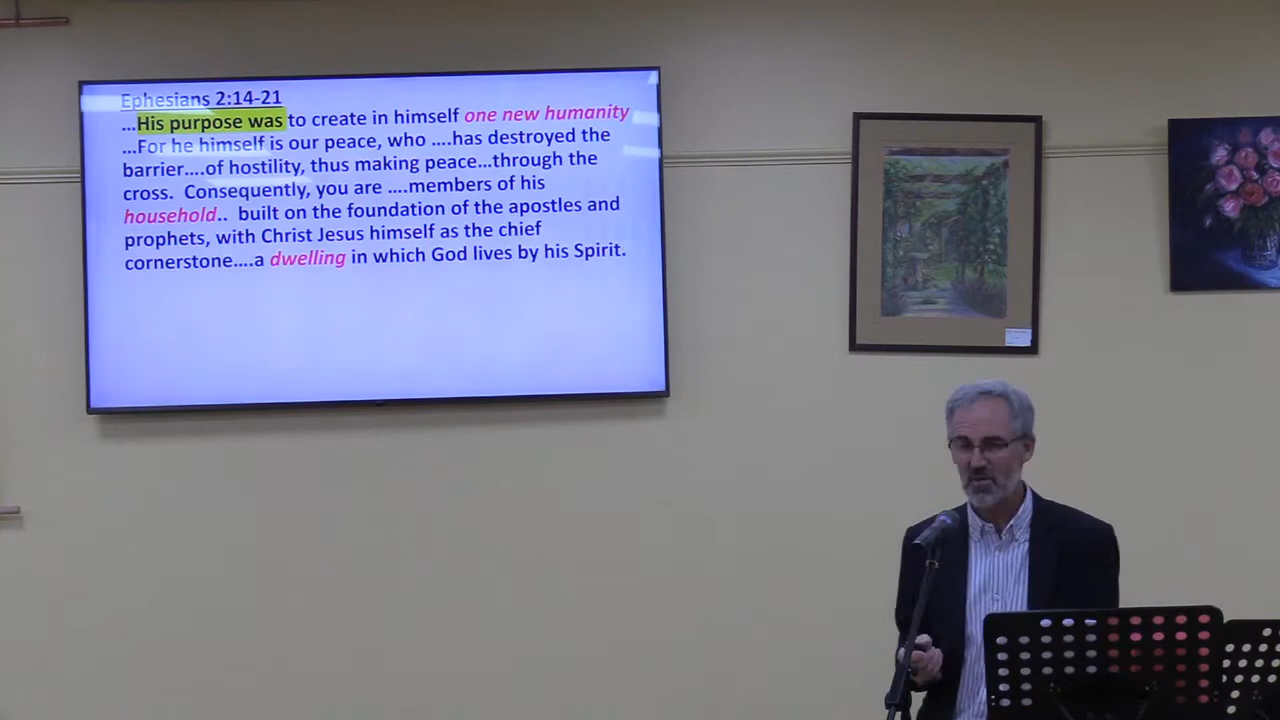 Ephesians 2:14-21
...His purpose was to create in himself one new humanity
...For he himself is our peace, who ....has destroyed the
barrier....of hostility, thus making peace...through the
cross. Consequently, you are ....members of his
household.. built on the foundation of the apostles and
prophets, with Christ Jesus himself as the chief
cornerstone....a dwelling in which God lives by his Spirit.